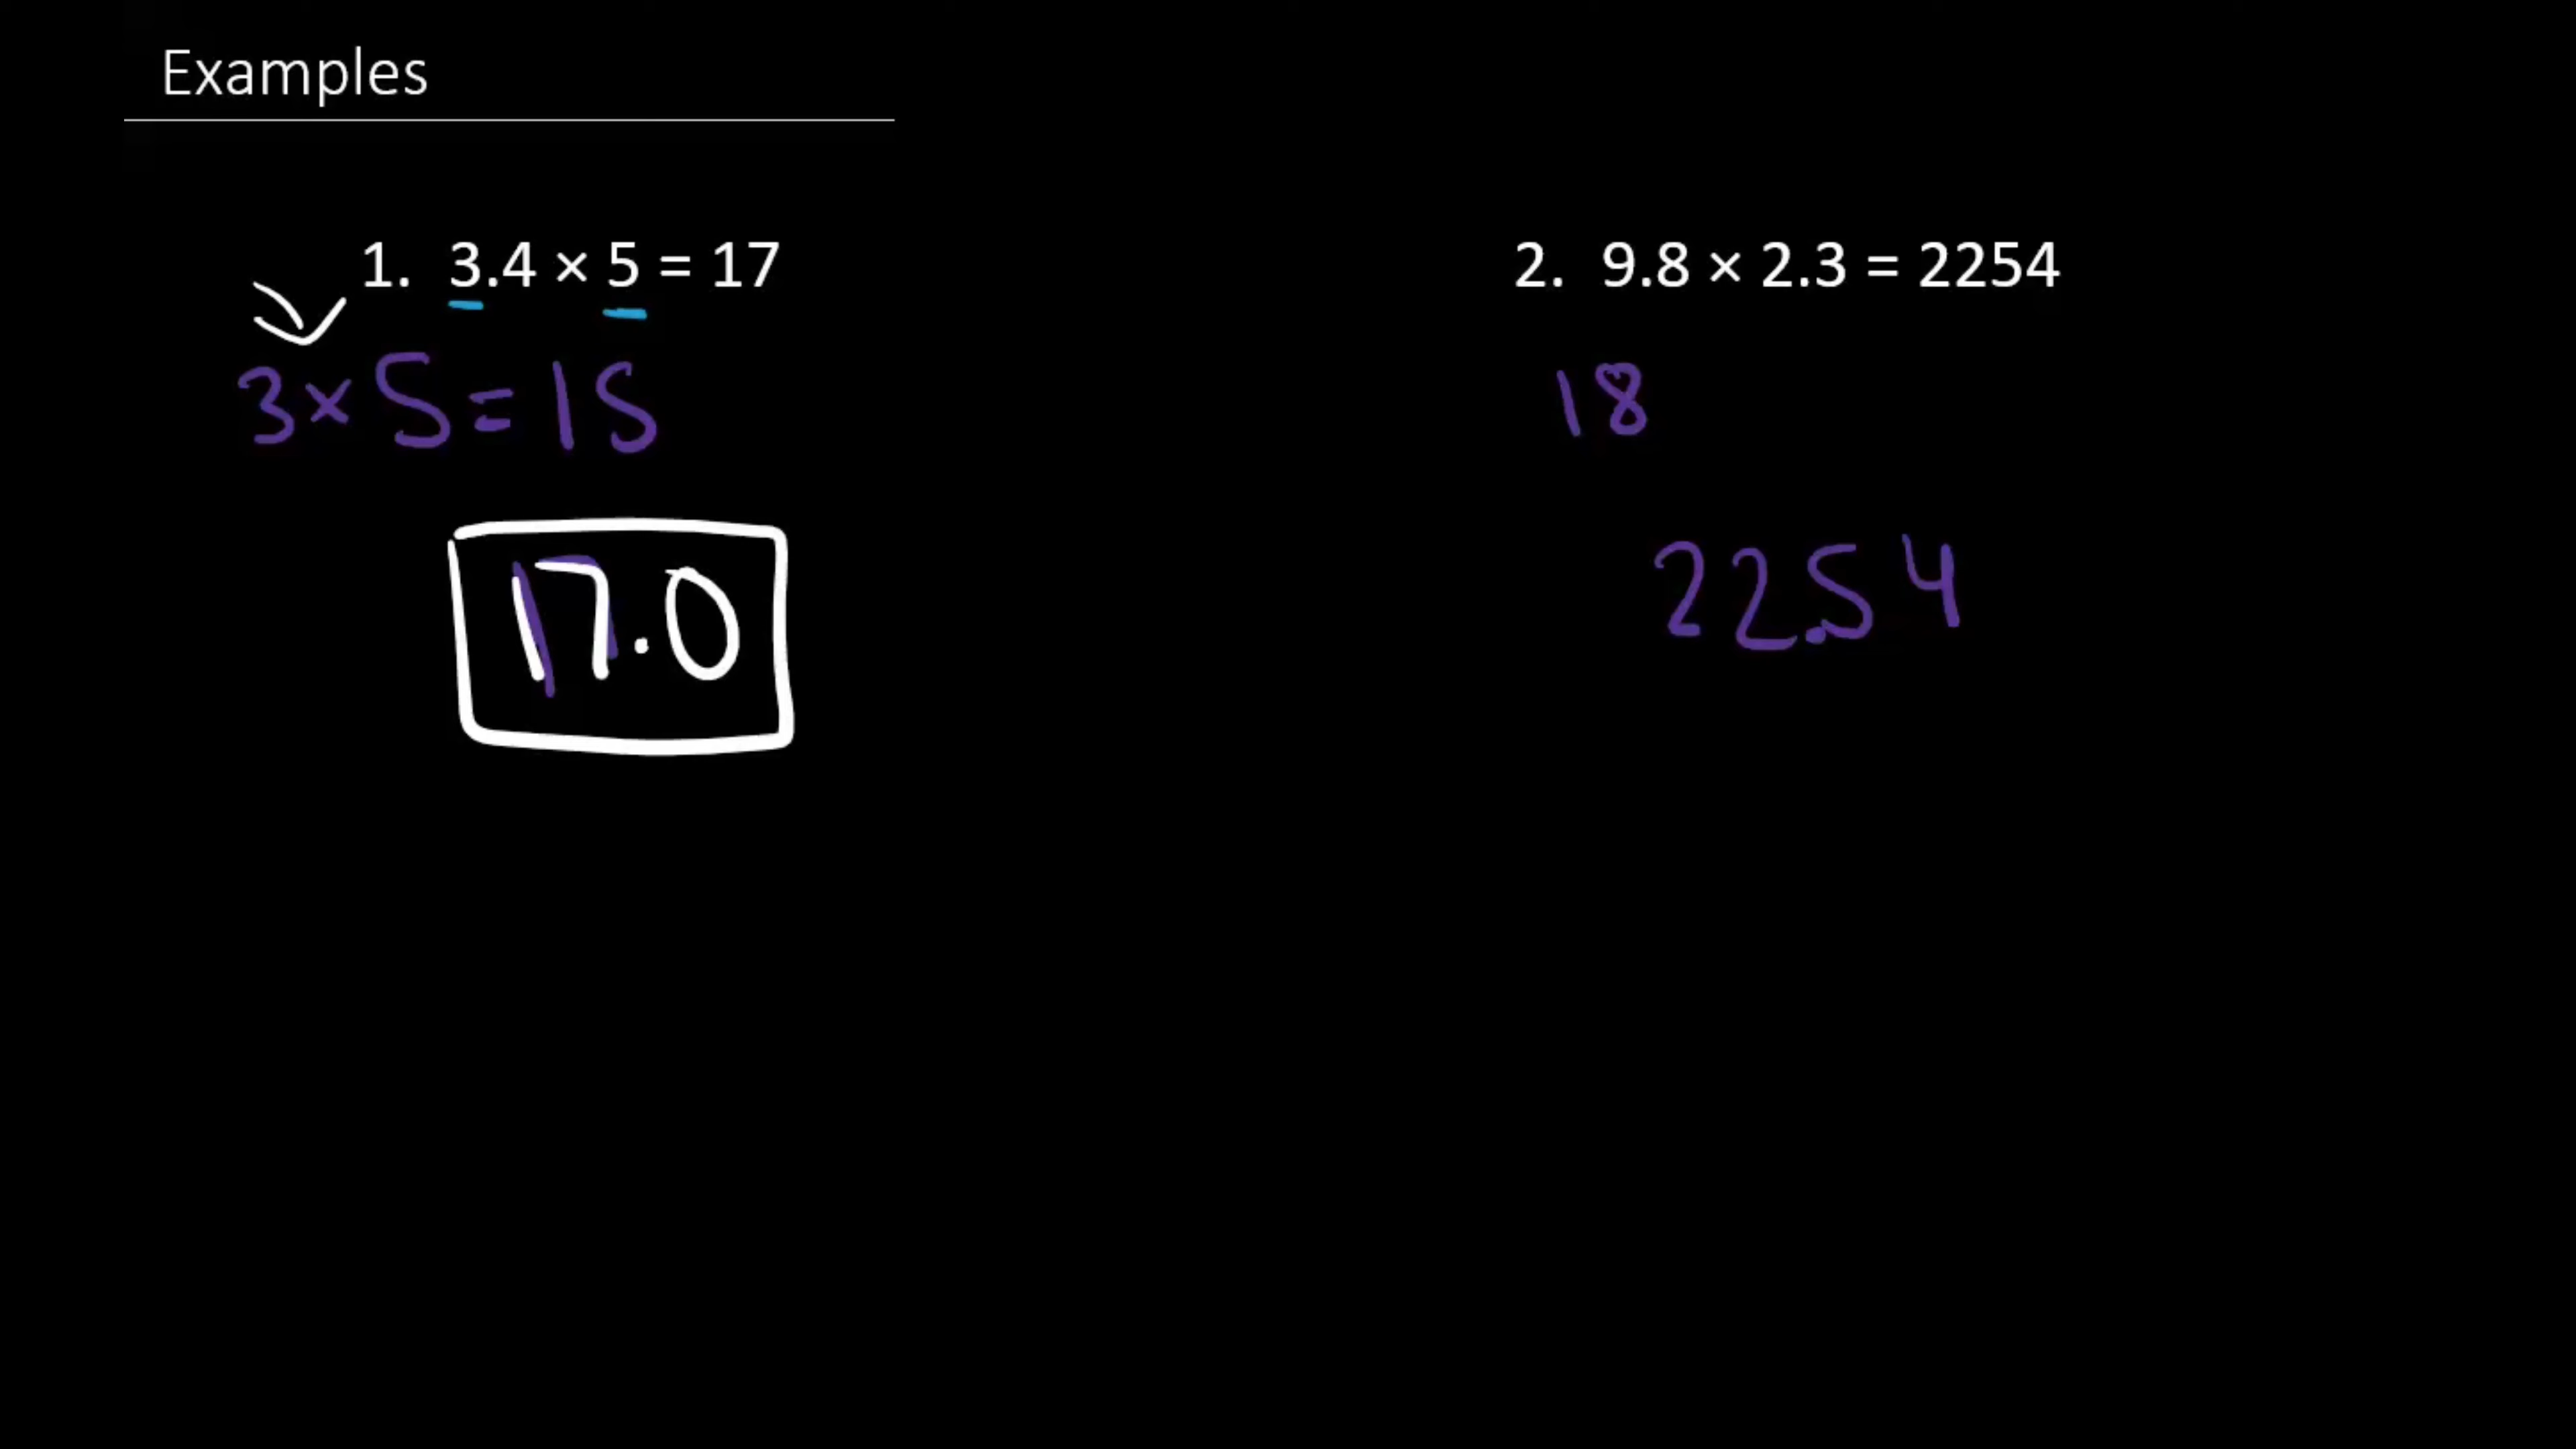 Examples
1. 3.4 × 5 = 17
3 × 5 = 15
17.0
2. 9.8 × 2.3 = 2254
18
22.54